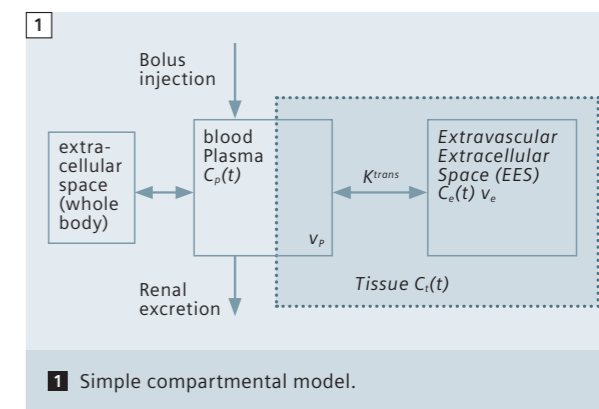 1
Bolus
injection
extra-
cellular
space
(whole
body)
blood
Plasma
Cₚ(t)
vₚ
Kᵗʳᵃⁿˢ
Extravascular
Extracellular
Space (EES)
Cₑ(t) vₑ
Renal
excretion
Tissue Cₜ(t)
1 Simple compartmental model.